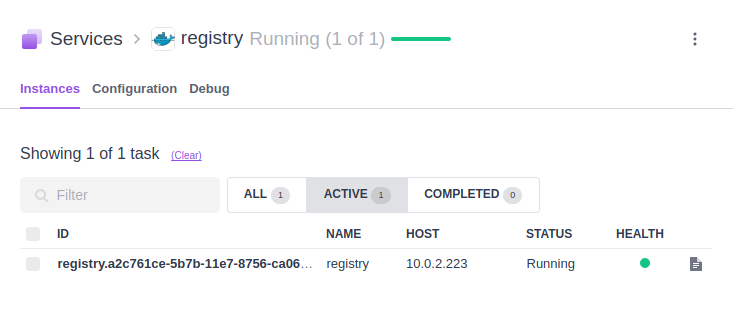 Services > registry Running (1 of 1)
Instances Configuration Debug
Showing 1 of 1 task (Clear)
Filter ALL 1 ACTIVE 1 COMPLETED 0
ID NAME HOST STATUS HEALTH
registry.a2c761ce-5b7b-11e7-8756-ca06… registry 10.0.2.223 Running